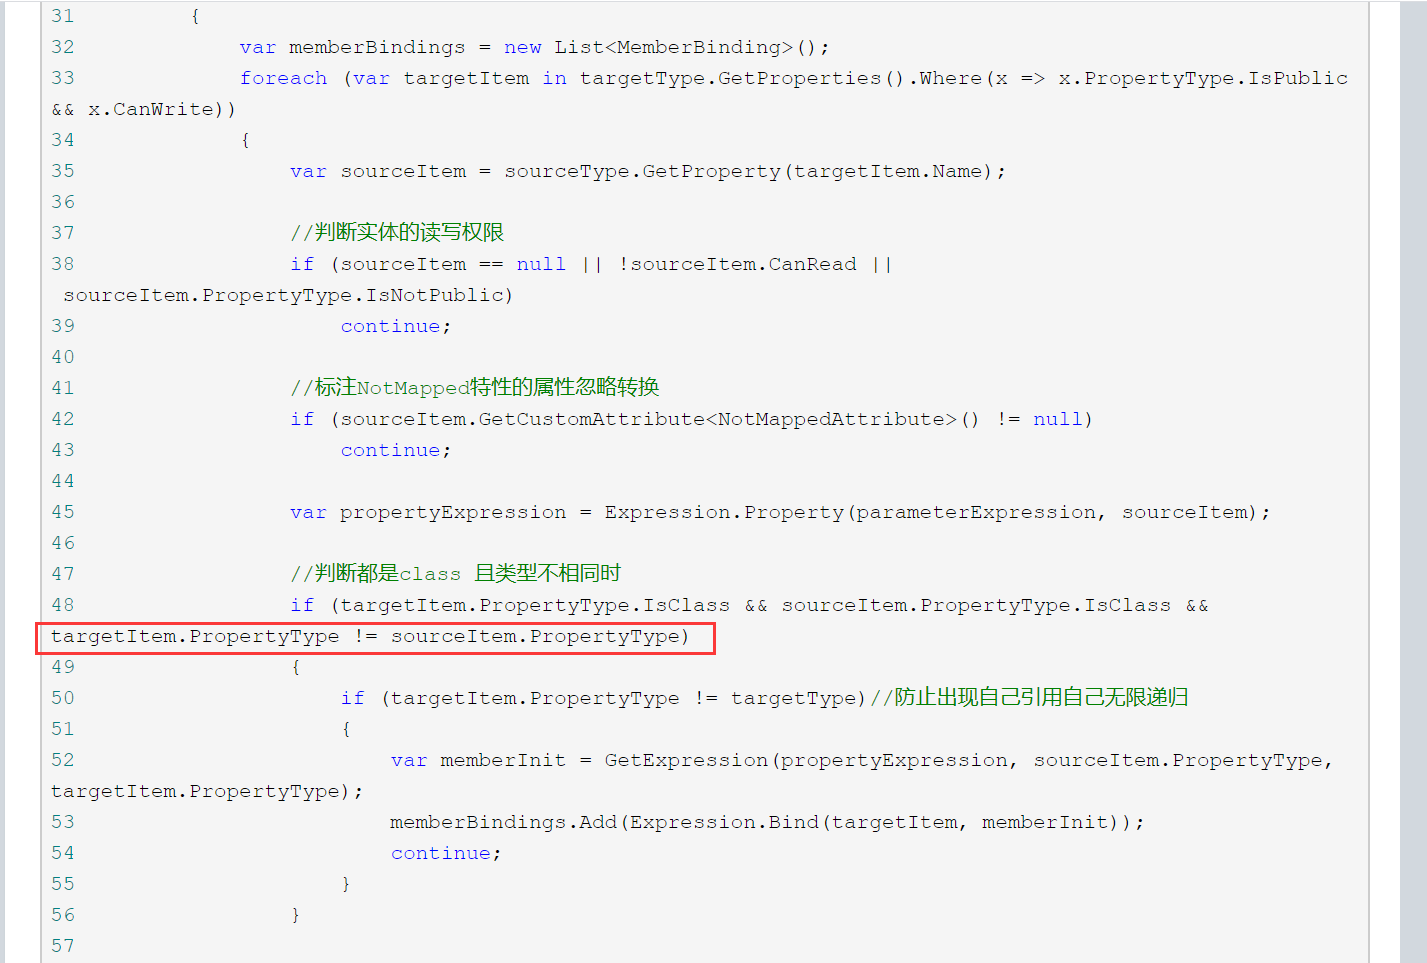 31         {
32             var memberBindings = new List<MemberBinding>();
33             foreach (var targetItem in targetType.GetProperties().Where(x => x.PropertyType.IsPublic
&& x.CanWrite))
34             {
35                 var sourceItem = sourceType.GetProperty(targetItem.Name);
36
37                 //判断实体的读写权限
38                 if (sourceItem == null || !sourceItem.CanRead ||
 sourceItem.PropertyType.IsNotPublic)
39                     continue;
40
41                 //标注NotMapped特性的属性忽略转换
42                 if (sourceItem.GetCustomAttribute<NotMappedAttribute>() != null)
43                     continue;
44
45                 var propertyExpression = Expression.Property(parameterExpression, sourceItem);
46
47                 //判断都是class 且类型不相同时
48                 if (targetItem.PropertyType.IsClass && sourceItem.PropertyType.IsClass &&
targetItem.PropertyType != sourceItem.PropertyType)
49                 {
50                     if (targetItem.PropertyType != targetType)//防止出现自己引用自己无限递归
51                     {
52                         var memberInit = GetExpression(propertyExpression, sourceItem.PropertyType,
targetItem.PropertyType);
53                         memberBindings.Add(Expression.Bind(targetItem, memberInit));
54                         continue;
55                     }
56                 }
57